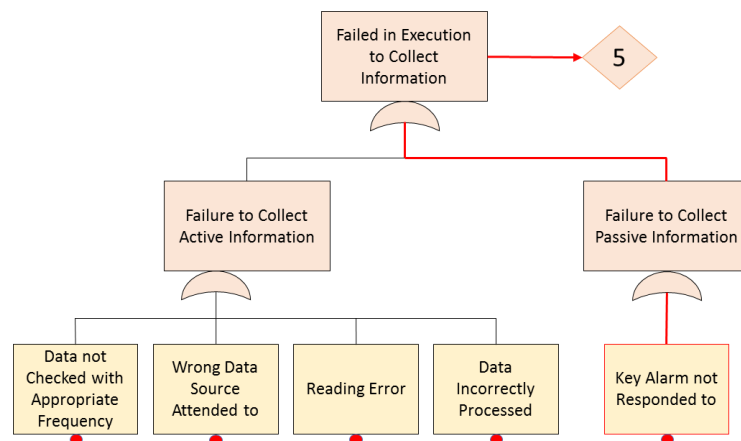 Failed in Execution
to Collect
Information
5
Failure to Collect
Active Information
Failure to Collect
Passive Information
Data not
Checked with
Appropriate
Frequency
Wrong Data
Source
Attended to
Reading Error
Data
Incorrectly
Processed
Key Alarm not
Responded to